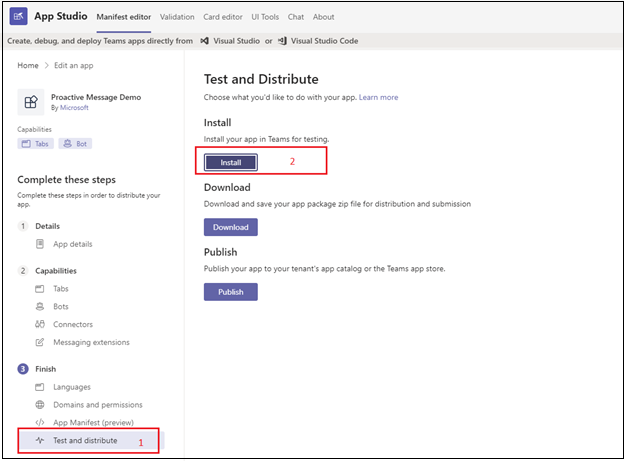 App Studio Manifest editor Validation Card editor UI Tools Chat About
Create, debug, and deploy Teams apps directly from Visual Studio or Visual Studio Code
Home > Edit an app
Proactive Message Demo
By Microsoft
Capabilities
Tabs Bot
Complete these steps
Complete these steps in order to distribute your
app.
1 Details
App details
2 Capabilities
Tabs
Bots
Connectors
Messaging extensions
3 Finish
Languages
Domains and permissions
App Manifest (preview)
Test and distribute 1
Test and Distribute
Choose what you'd like to do with your app. Learn more
Install
Install your app in Teams for testing.
Install 2
Download
Download and save your app package zip file for distribution and submission
Download
Publish
Publish your app to your tenant's app catalog or the Teams app store.
Publish